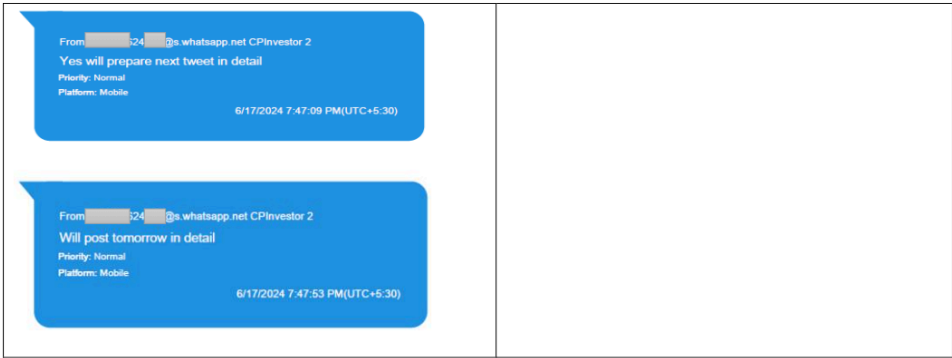 From 524 @s.whatsapp.net CPInvestor 2
Yes will prepare next tweet in detail
Priority: Normal
Platform: Mobile
6/17/2024 7:47:09 PM(UTC+5:30)
From 524 @s.whatsapp.net CPInvestor 2
Will post tomorrow in detail
Priority: Normal
Platform: Mobile
6/17/2024 7:47:53 PM(UTC+5:30)